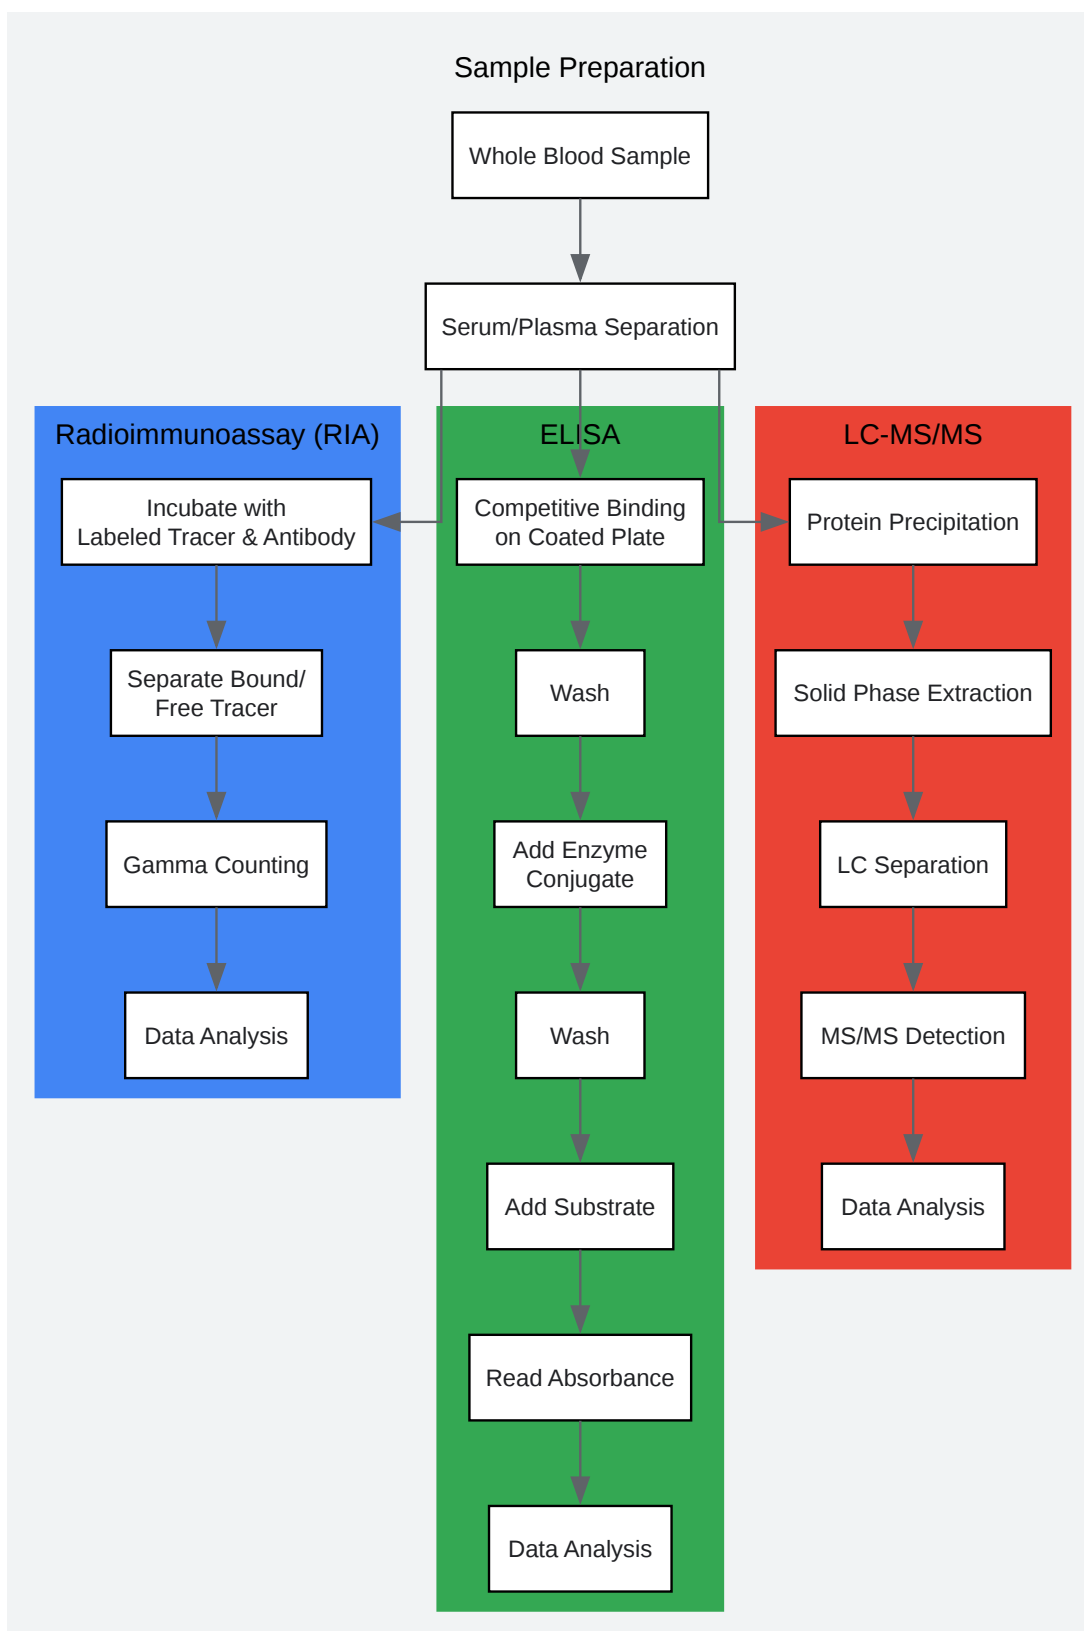 Sample Preparation
Whole Blood Sample
Serum/Plasma Separation
Radioimmunoassay (RIA)
Incubate with
Labeled Tracer & Antibody
Separate Bound/
Free Tracer
Gamma Counting
Data Analysis
ELISA
Competitive Binding
on Coated Plate
Wash
Add Enzyme
Conjugate
Wash
Add Substrate
Read Absorbance
Data Analysis
LC-MS/MS
Protein Precipitation
Solid Phase Extraction
LC Separation
MS/MS Detection
Data Analysis